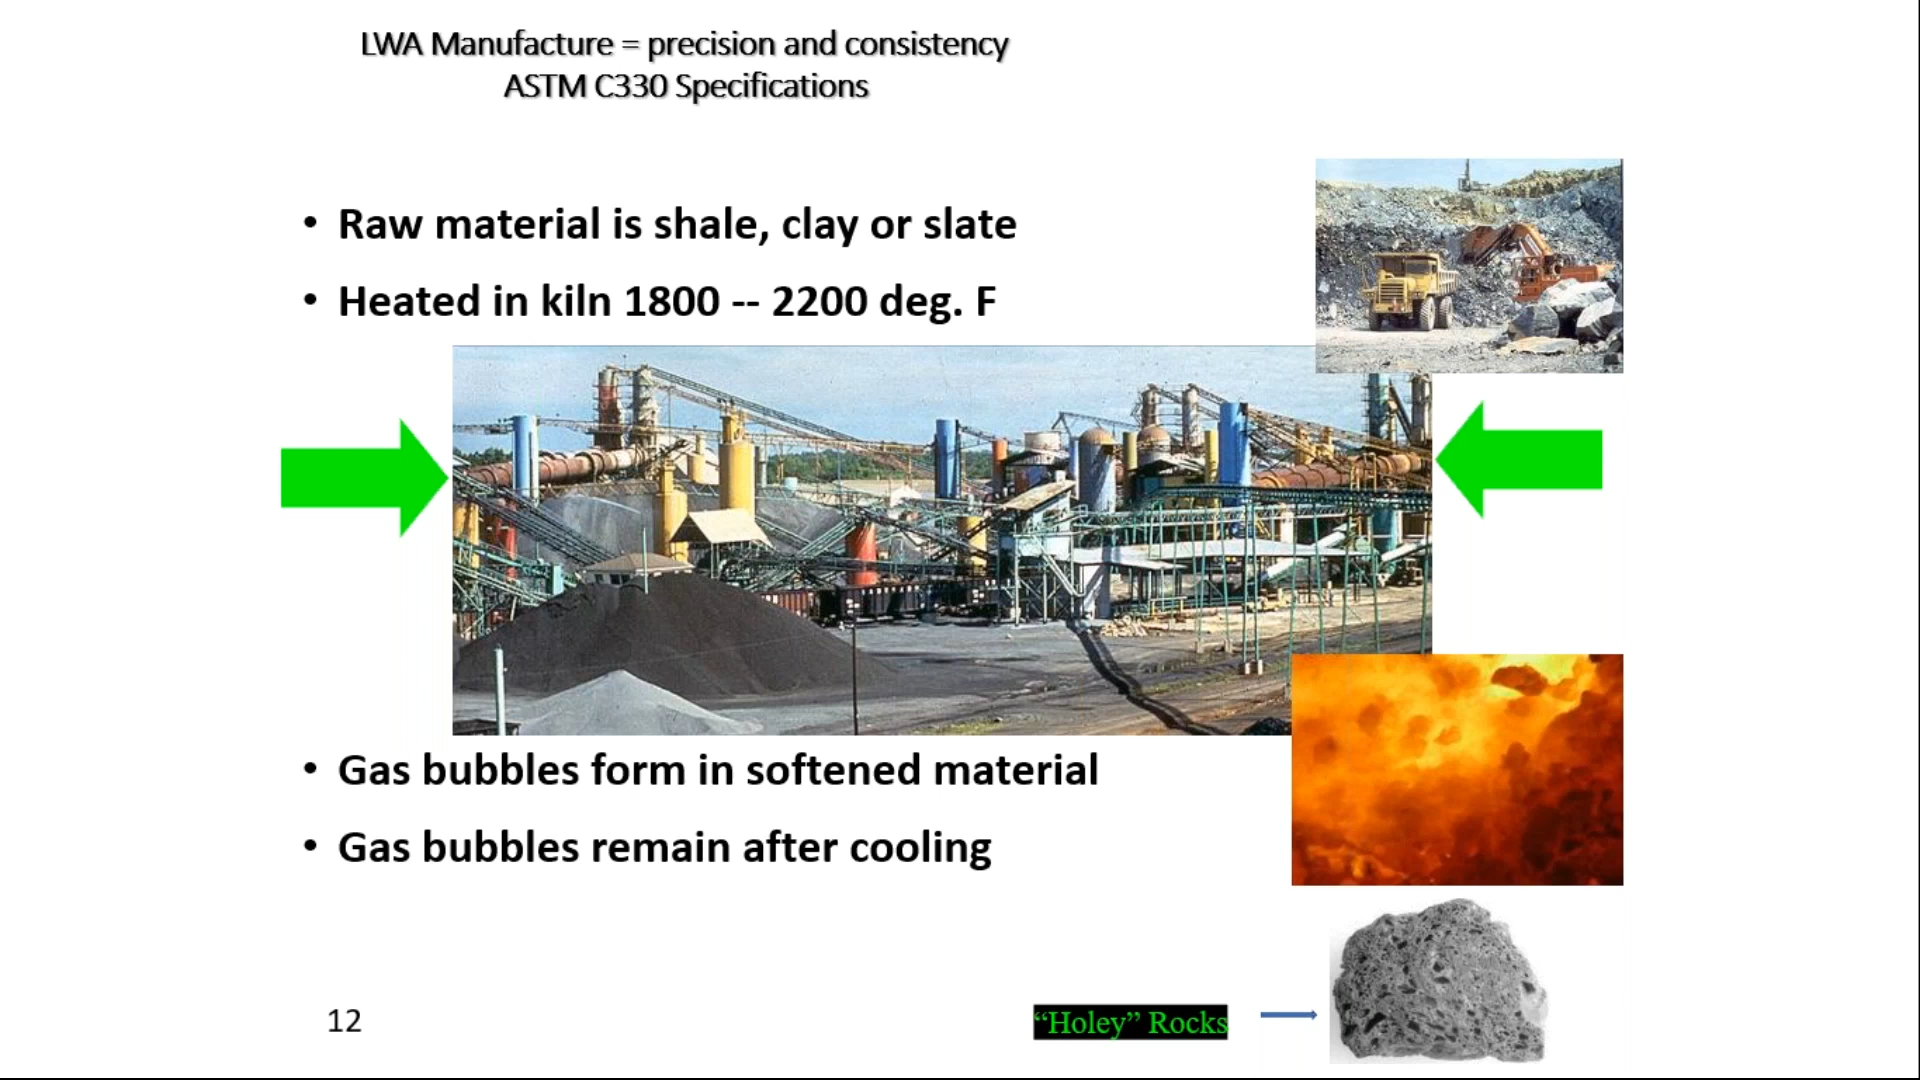 LWA Manufacture = precision and consistency
ASTM C330 Specifications
• Raw material is shale, clay or slate
• Heated in kiln 1800 -- 2200 deg. F
• Gas bubbles form in softened material
• Gas bubbles remain after cooling
12
“Holey” Rocks